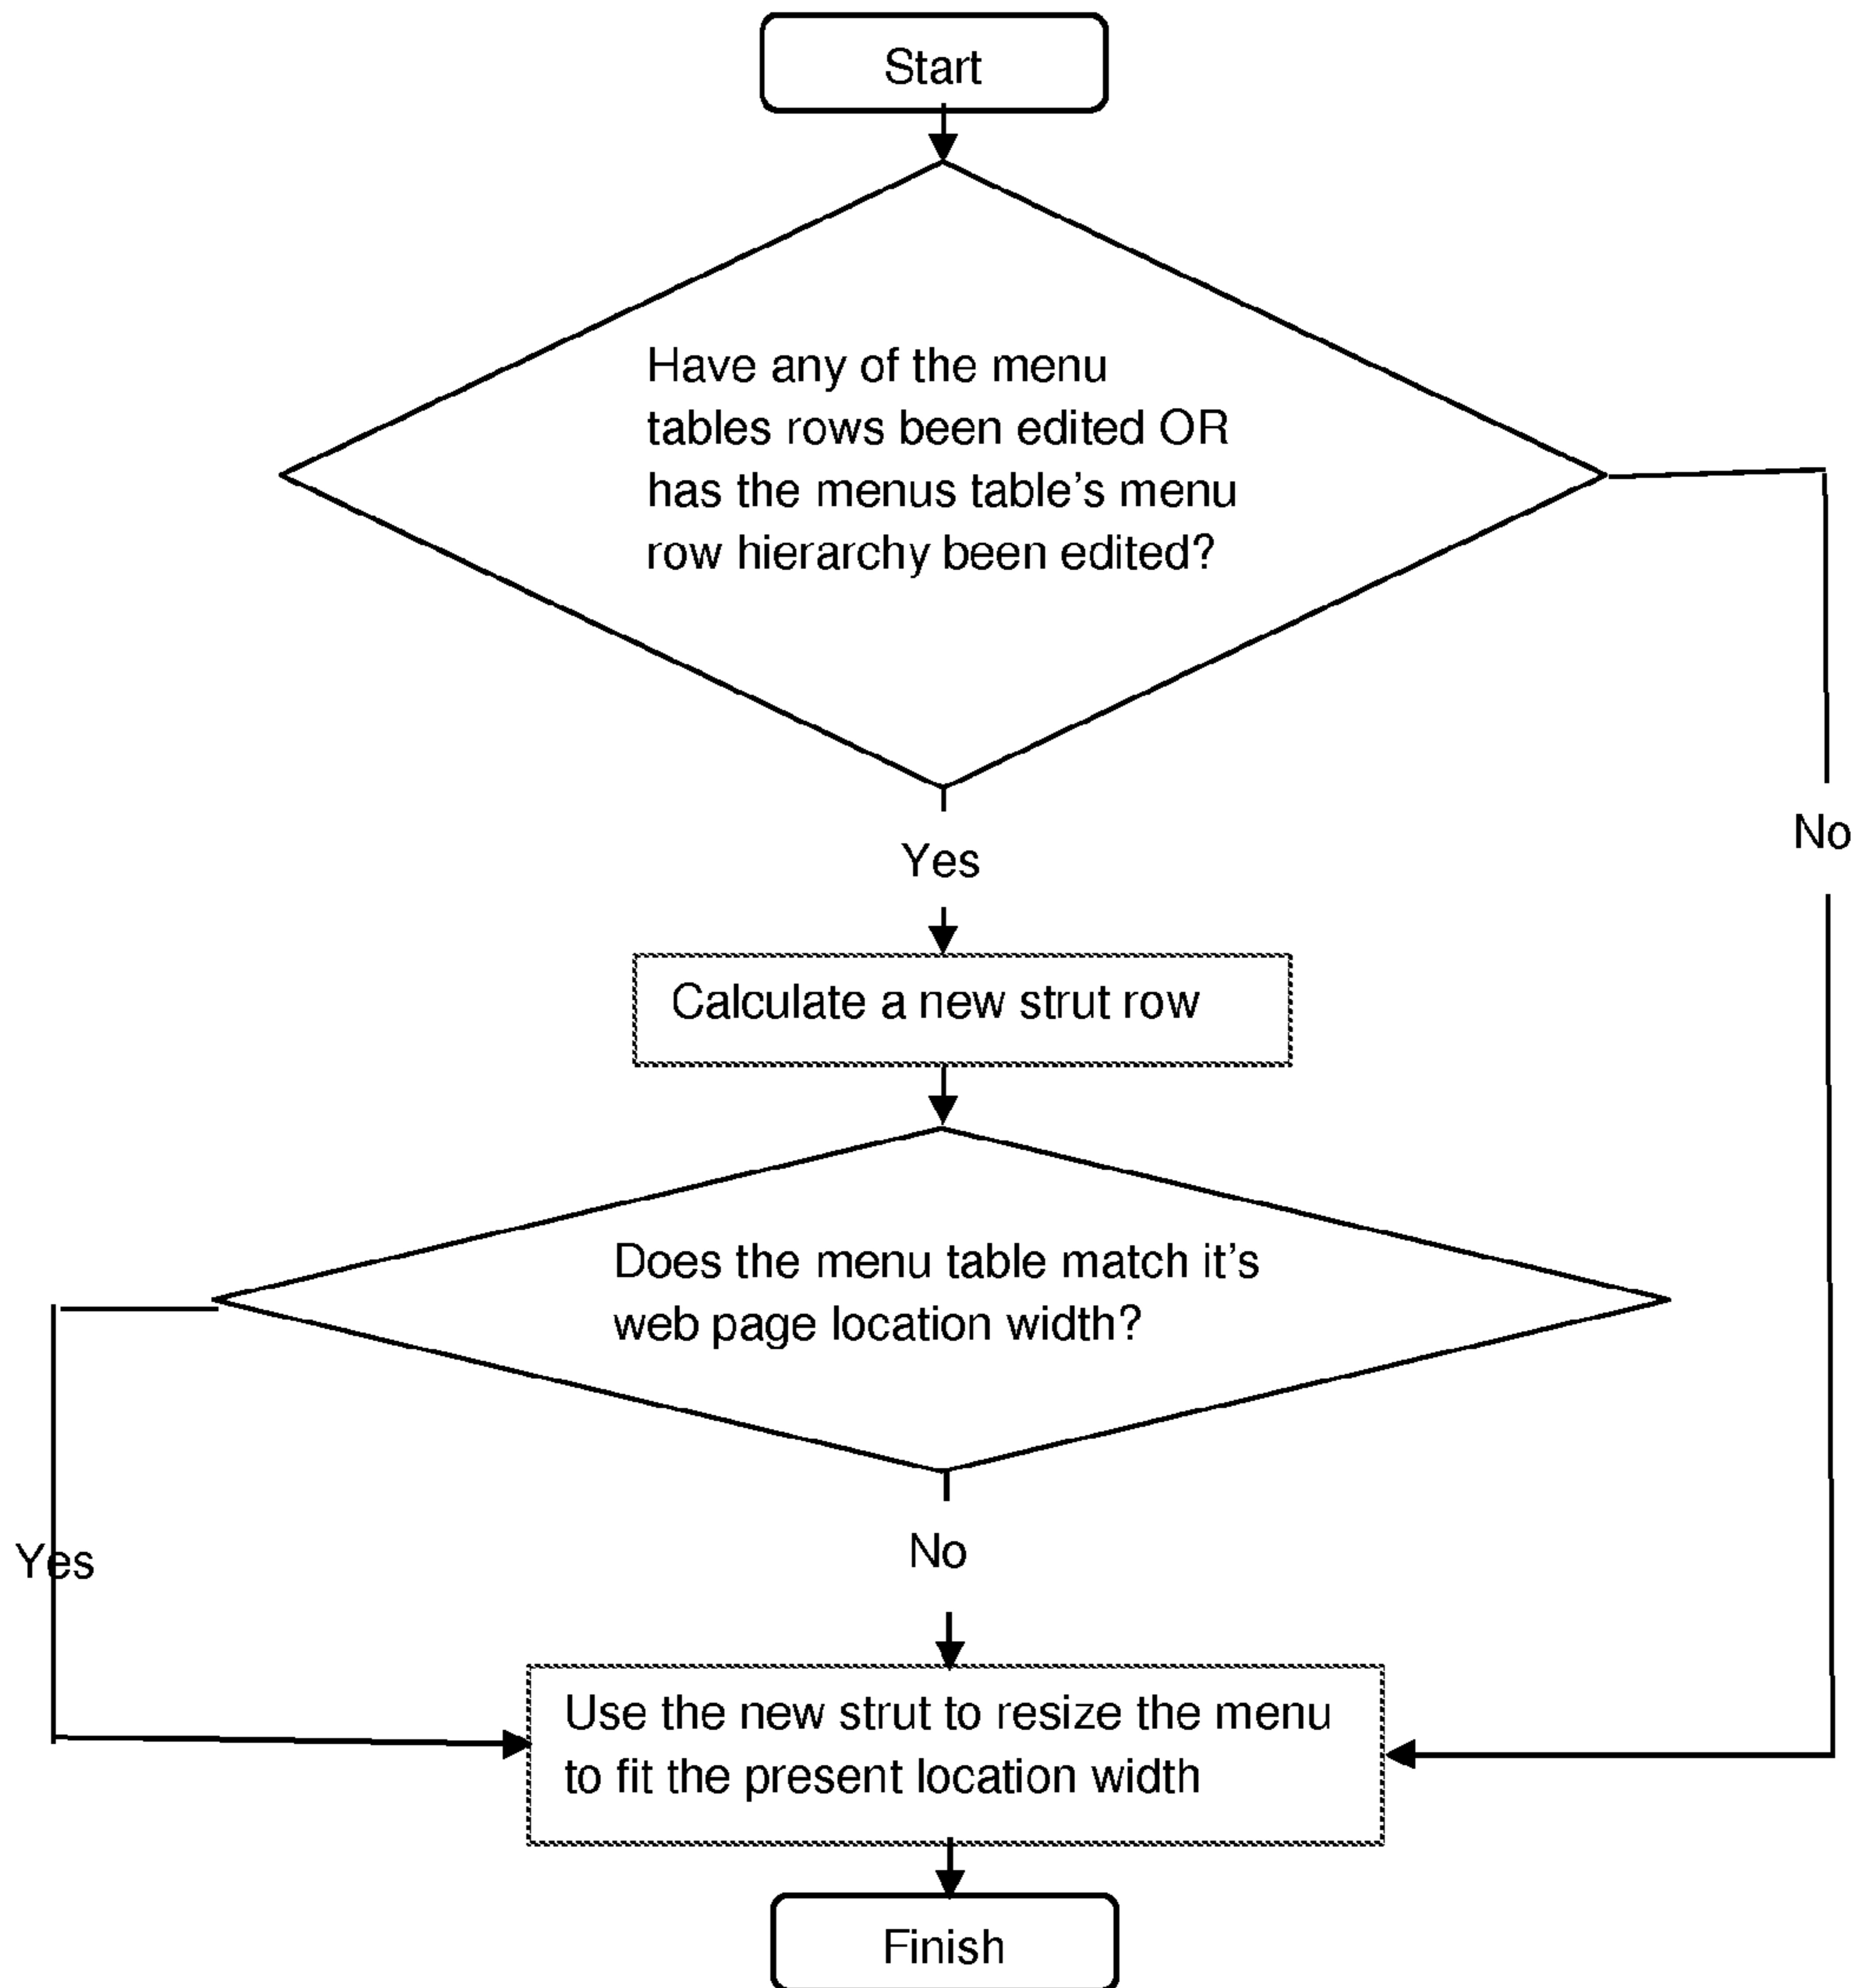 Start
Have any of the menu
tables rows been edited OR
has the menus table's menu
row hierarchy been edited?
No
Yes
Calculate a new strut row
Does the menu table match it's
web page location width?
No
Yes
Use the new strut to resize the menu
to fit the present location width
Finish